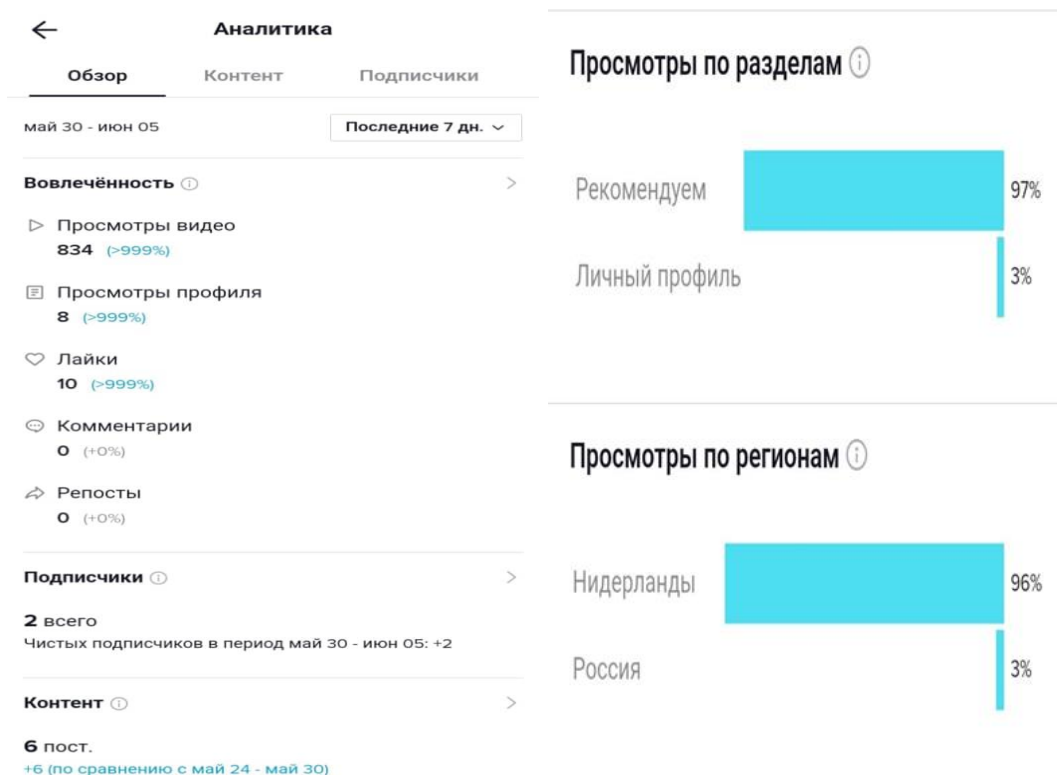 Аналитика
Обзор Контент Подписчики
май 30 - июн 05 Последние 7 дн.
Вовлечённость
Просмотры видео
834 (>999%)
Просмотры профиля
8 (>999%)
Лайки
10 (>999%)
Комментарии
0 (+0%)
Репосты
0 (+0%)
Подписчики
2 всего
Чистых подписчиков в период май 30 - июн 05: +2
Контент
6 пост.
+6 (по сравнению с май 24 - май 30)
Просмотры по разделам
Рекомендуем 97%
Личный профиль 3%
Просмотры по регионам
Нидерланды 96%
Россия 3%